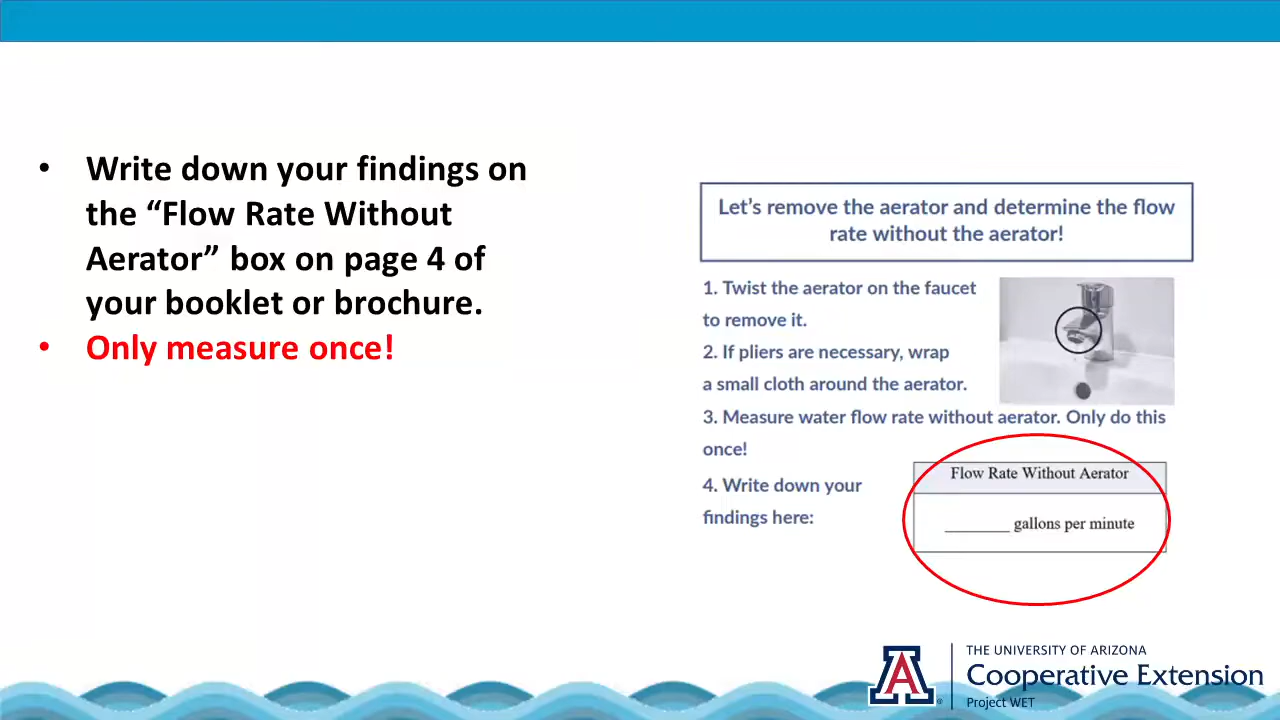 • Write down your findings on
the “Flow Rate Without
Aerator” box on page 4 of
your booklet or brochure.
• Only measure once!
Let’s remove the aerator and determine the flow
rate without the aerator!
1. Twist the aerator on the faucet
to remove it.
2. If pliers are necessary, wrap
a small cloth around the aerator.
3. Measure water flow rate without aerator. Only do this
once!
4. Write down your
findings here:
Flow Rate Without Aerator
________ gallons per minute
A
®
THE UNIVERSITY OF ARIZONA
Cooperative Extension
Project WET